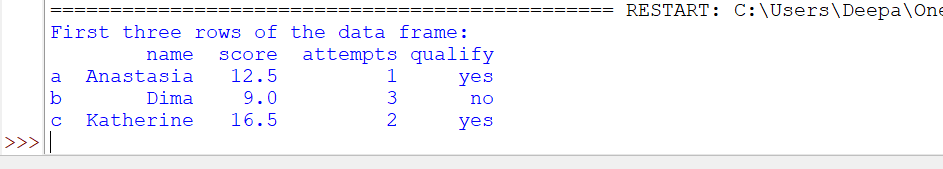 ======================================================= RESTART: C:\Users\Deepa\One
First three rows of the data frame:
        name  score  attempts qualify
a  Anastasia   12.5         1     yes
b       Dima    9.0         3      no
c  Katherine   16.5         2     yes
>>>